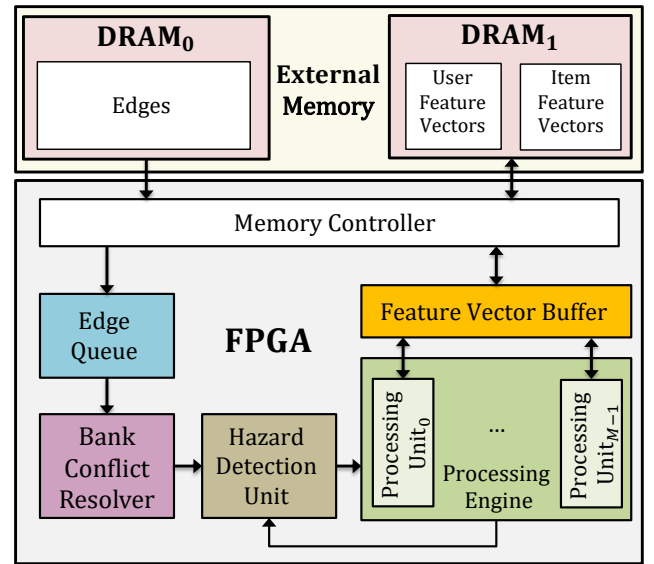 DRAM₀
Edges
External
Memory
DRAM₁
User
Feature
Vectors
Item
Feature
Vectors
Memory Controller
Edge
Queue
FPGA
Feature Vector Buffer
Bank
Conflict
Resolver
Hazard
Detection
Unit
Processing
Unit₀
...
Processing
Engine
Processing
Unit_{M−1}